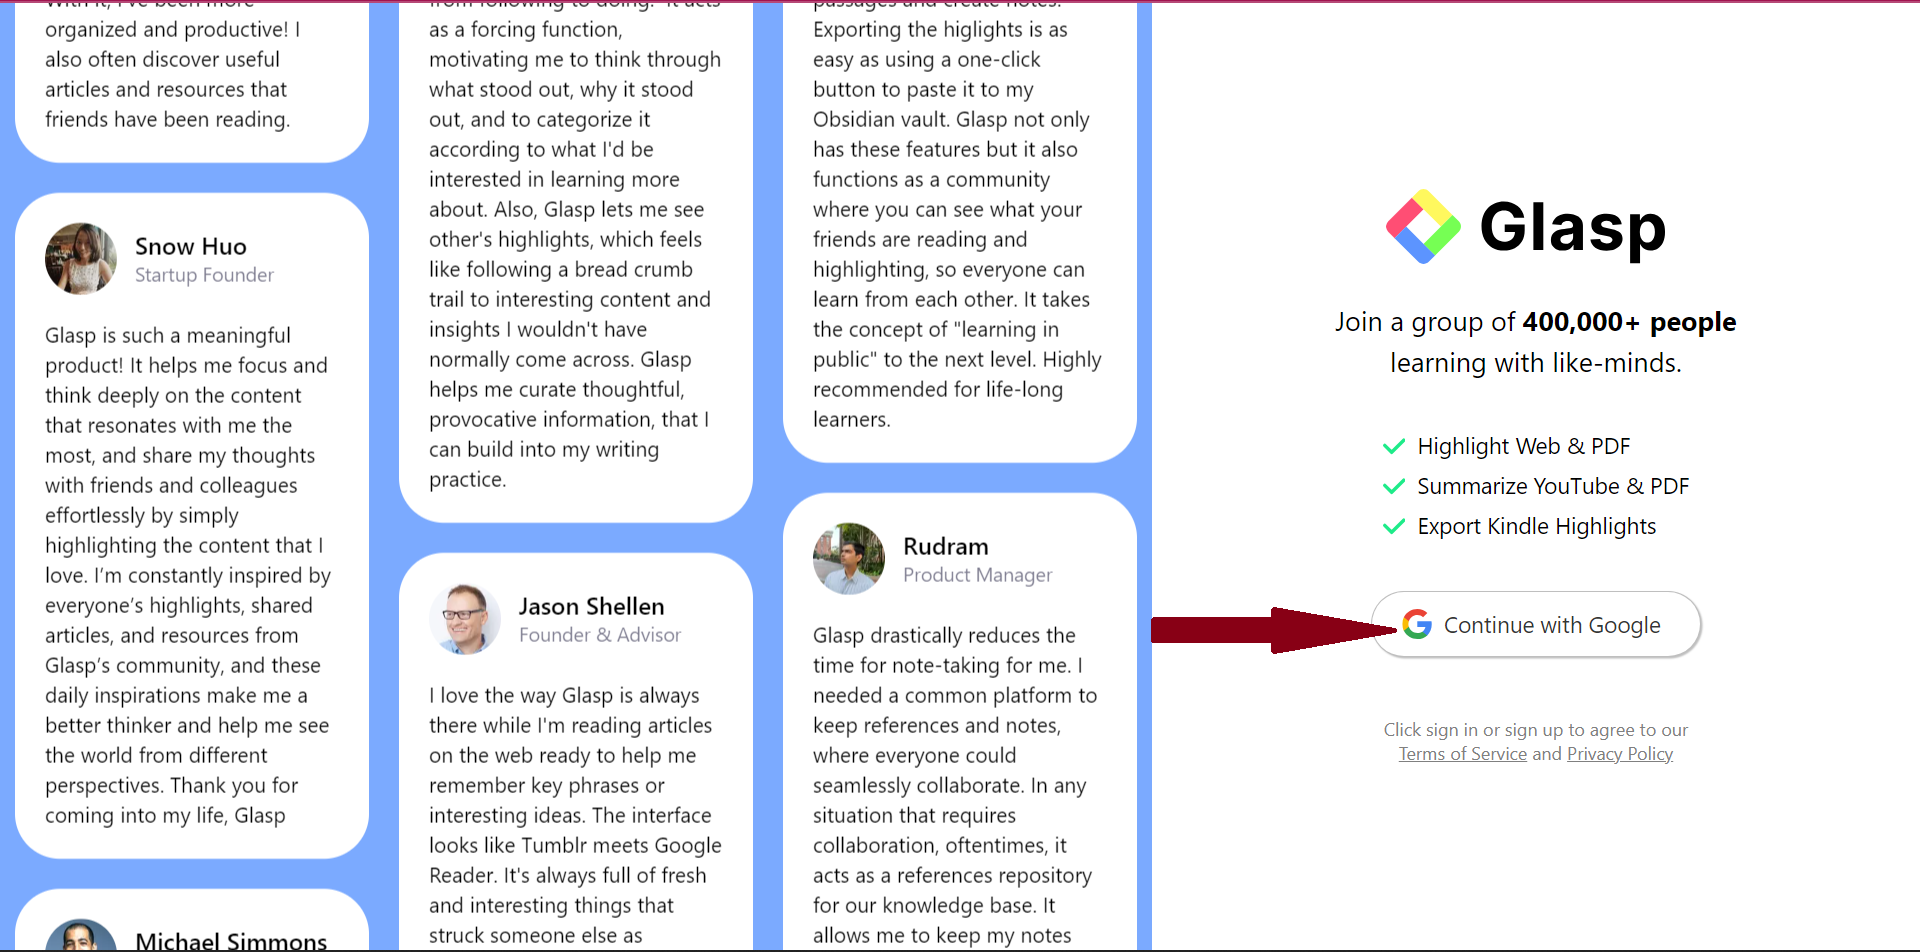 With it, I've been more
organized and productive! I
also often discover useful
articles and resources that
friends have been reading.
Snow Huo
Startup Founder
Glasp is such a meaningful
product! It helps me focus and
think deeply on the content
that resonates with me the
most, and share my thoughts
with friends and colleagues
effortlessly by simply
highlighting the content that I
love. I’m constantly inspired by
everyone’s highlights, shared
articles, and resources from
Glasp’s community, and these
daily inspirations make me a
better thinker and help me see
the world from different
perspectives. Thank you for
coming into my life, Glasp
Michael Simmons
from following to doing." It acts
as a forcing function,
motivating me to think through
what stood out, why it stood
out, and to categorize it
according to what I'd be
interested in learning more
about. Also, Glasp lets me see
other's highlights, which feels
like following a bread crumb
trail to interesting content and
insights I wouldn't have
normally come across. Glasp
helps me curate thoughtful,
provocative information, that I
can build into my writing
practice.
Jason Shellen
Founder & Advisor
I love the way Glasp is always
there while I'm reading articles
on the web ready to help me
remember key phrases or
interesting ideas. The interface
looks like Tumblr meets Google
Reader. It's always full of fresh
and interesting things that
struck someone else as
passages and create notes.
Exporting the higlights is as
easy as using a one-click
button to paste it to my
Obsidian vault. Glasp not only
has these features but it also
functions as a community
where you can see what your
friends are reading and
highlighting, so everyone can
learn from each other. It takes
the concept of "learning in
public" to the next level. Highly
recommended for life-long
learners.
Rudram
Product Manager
Glasp drastically reduces the
time for note-taking for me. I
needed a common platform to
keep references and notes,
where everyone could
seamlessly collaborate. In any
situation that requires
collaboration, oftentimes, it
acts as a references repository
for our knowledge base. It
allows me to keep my notes
Glasp
Join a group of 400,000+ people
learning with like-minds.
Highlight Web & PDF
Summarize YouTube & PDF
Export Kindle Highlights
Continue with Google
Click sign in or sign up to agree to our
Terms of Service and Privacy Policy